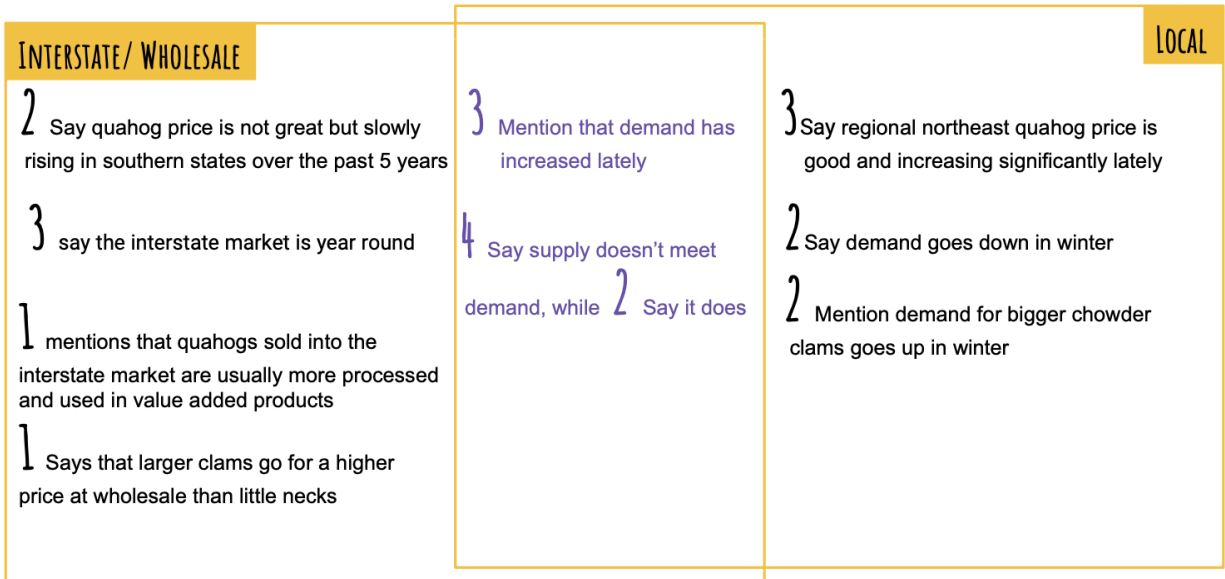 INTERSTATE/ WHOLESALE
2 Say quahog price is not great but slowly
rising in southern states over the past 5 years
3 say the interstate market is year round
1 mentions that quahogs sold into the
interstate market are usually more processed
and used in value added products
1 Says that larger clams go for a higher
price at wholesale than little necks
3 Mention that demand has
increased lately
4 Say supply doesn’t meet
demand, while 2 Say it does
LOCAL
3 Say regional northeast quahog price is
good and increasing significantly lately
2 Say demand goes down in winter
2 Mention demand for bigger chowder
clams goes up in winter